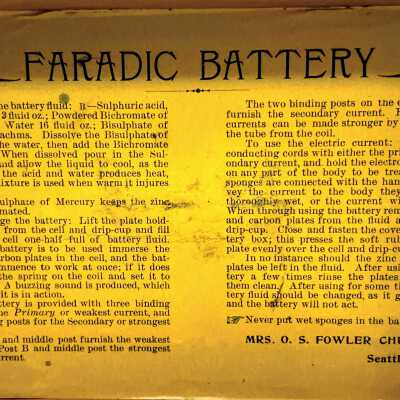 FARADIC BATTERY
he battery fluid: B—Sulphuric acid,
3 fluid oz.; Powdered Bichromate of
Water 16 fluid oz.; Bisulphate of
achms. Dissolve the Bisulphate of
he water, then add the Bichromate
When dissolved pour in the Sul-
and allow the liquid to cool, as the
the acid and water produces heat,
ixture is used when warm it injures
ulphate of Mercury keeps the zinc
mated.
ge the battery: Lift the plate hold-
from the cell and drip-cup and fill
cell one-half full of battery fluid.
battery is to be used immerse the
carbon plates in the cell, and the bat-
mmence to work at once; if it does
the spring on the coil and set it to
A buzzing sound is produced, which
it is in action.
ttery is provided with three binding
he Primary or weakest current, and
g posts for the Secondary or strongest
and middle post furnish the weakest
Post B and middle post the strongest
rrent.
The two binding posts on the e
furnish the secondary current.
currents can be made stronger by
the tube from the coil.
To use the electric current:
conducting cords with either the pri
ondary current, and hold the electro
on any part of the body to be trea
sponges are connected with the han
vey the current to the body they
thoroughly wet, or the current wi
When through using the battery rem
and carbon plates from the fluid a
drip-cup. Close and fasten the cove
tery box; this presses the soft rub
plate evenly over the cell and drip-cu
In no instance should the zinc
plates be left in the fluid. After usi
tery a few times rinse the plates
them clean. After using for some th
tery fluid should be changed, as it g
and the battery will not act.
☞ Never put wet sponges in the ba
MRS. O. S. FOWLER CHU
Seattl